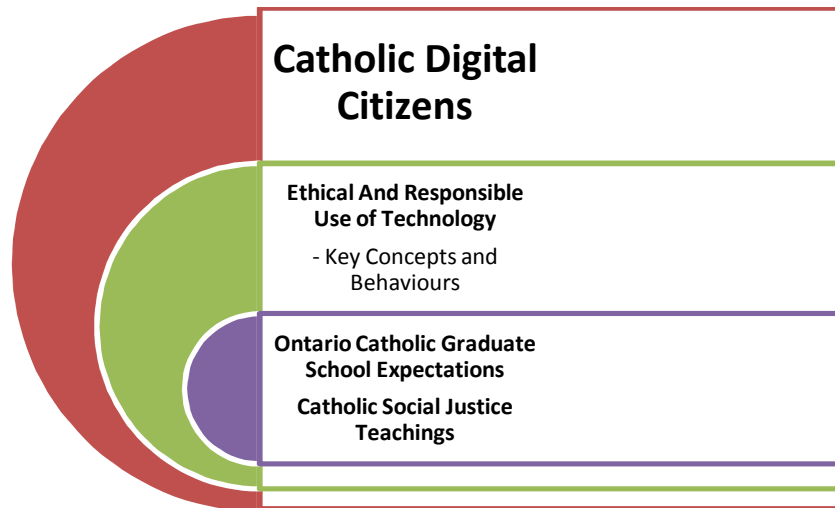 Catholic Digital
Citizens
Ethical And Responsible
Use of Technology
- Key Concepts and
Behaviours
Ontario Catholic Graduate
School Expectations
Catholic Social Justice
Teachings